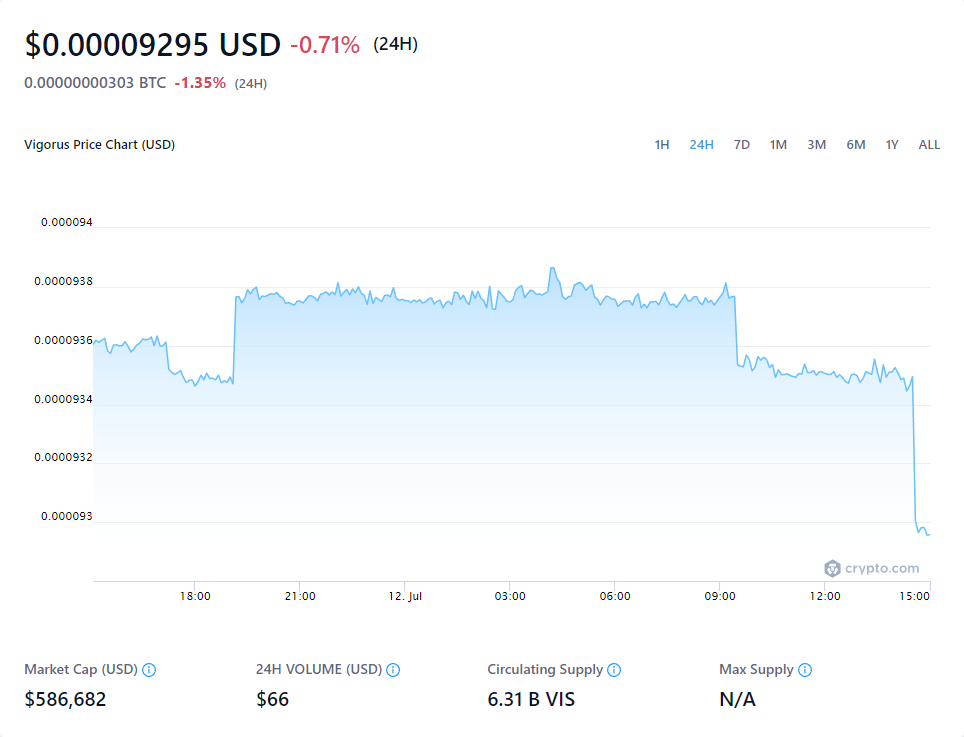 $0.00009295 USD -0.71% (24H)
0.00000000303 BTC -1.35% (24H)
Vigorus Price Chart (USD) 1H 24H 7D 1M 3M 6M 1Y ALL
0.000094
0.0000938
0.0000936
0.0000934
0.0000932
0.000093
crypto.com
18:00 21:00 12. Jul 03:00 06:00 09:00 12:00 15:00
Market Cap (USD) 24H VOLUME (USD) Circulating Supply Max Supply
$586,682 $66 6.31 B VIS N/A